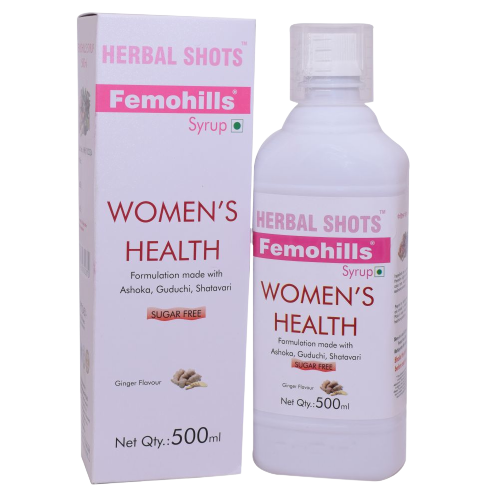 HERBAL SHOTS™
Femohills®
Syrup
WOMEN'S
HEALTH
Formulation made with
Ashoka, Guduchi, Shatavari
SUGAR FREE
Ginger Flavour
Net Qty.: 500ml
HERBAL SHOTS™
Femohills®
Syrup
WOMEN'S
HEALTH
Formulation made with
Ashoka, Guduchi, Shatavari
SUGAR FREE
Ginger Flavour
Net Qty.: 500ml